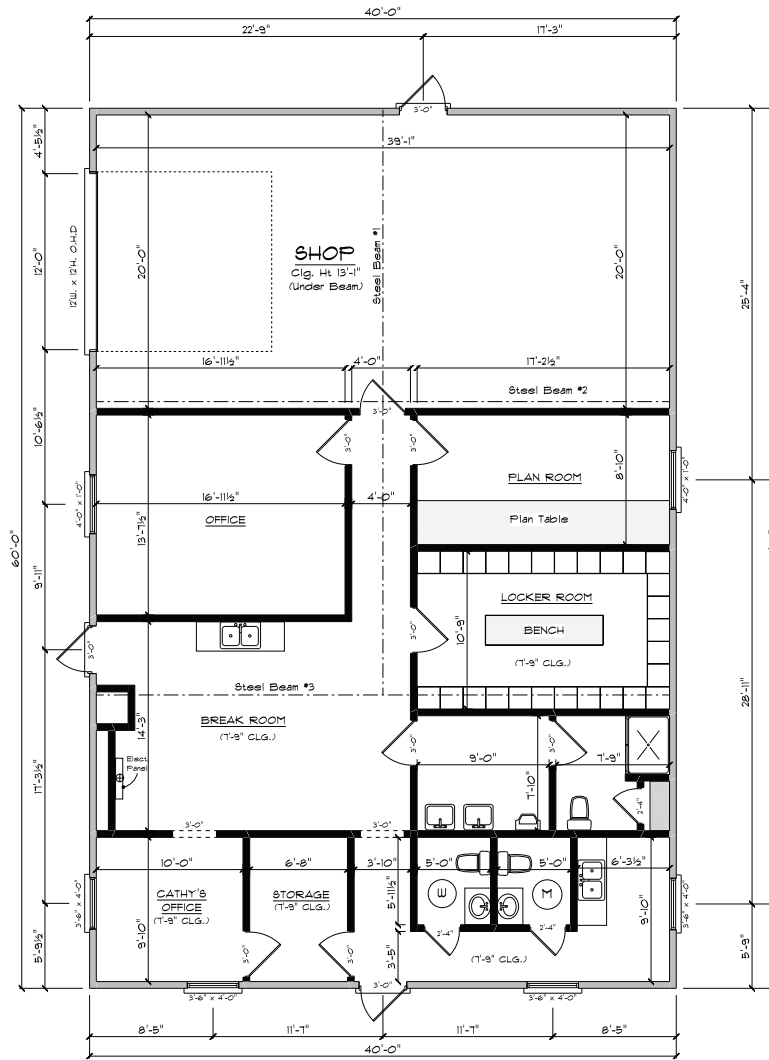 40'-0"
22'-9"
17'-3"
3'-0"
4'-5½"
39'-1"
12'-0"
12'W. x 12'H. O.H.D
20'-0"
SHOP
Clg. Ht 13'-1"
(Under Beam)
Steel Beam #1
20'-0"
25'-4"
16'-11½"
4'-0"
17'-2½"
Steel Beam #2
3'-0"
10'-6½"
3'-0"
3'-0"
8'-10"
PLAN ROOM
4'-0" x 1'-0"
4'-0" x 1'-0"
16'-11½"
4'-0"
OFFICE
Plan Table
13'-7½"
60'-0"
9'-11"
LOCKER ROOM
BENCH
(7'-9" CLG.)
10'-9"
3'-0"
3'-0"
Steel Beam #3
28'-11"
BREAK ROOM
(7'-9" CLG.)
14'-3"
3'-0"
3'-0"
9'-0"
7'-9"
Elect.
Panel
17'-3½"
7'-10"
2'-4"
3'-0"
3'-0"
10'-0"
6'-8"
3'-10"
5'-0"
5'-0"
6'-3½"
CATHY'S
OFFICE
(7'-9" CLG.)
STORAGE
(7'-9" CLG.)
W
M
3'-6" x 4'-0"
3'-6" x 4'-0"
5'-11½"
9'-10"
9'-10"
2'-4"
2'-4"
3'-0"
3'-0"
3'-5"
(7'-9" CLG.)
5'-9½"
5'-9"
3'-0"
3'-6" x 4'-0"
3'-6" x 4'-0"
8'-5"
11'-7"
11'-7"
8'-5"
40'-0"